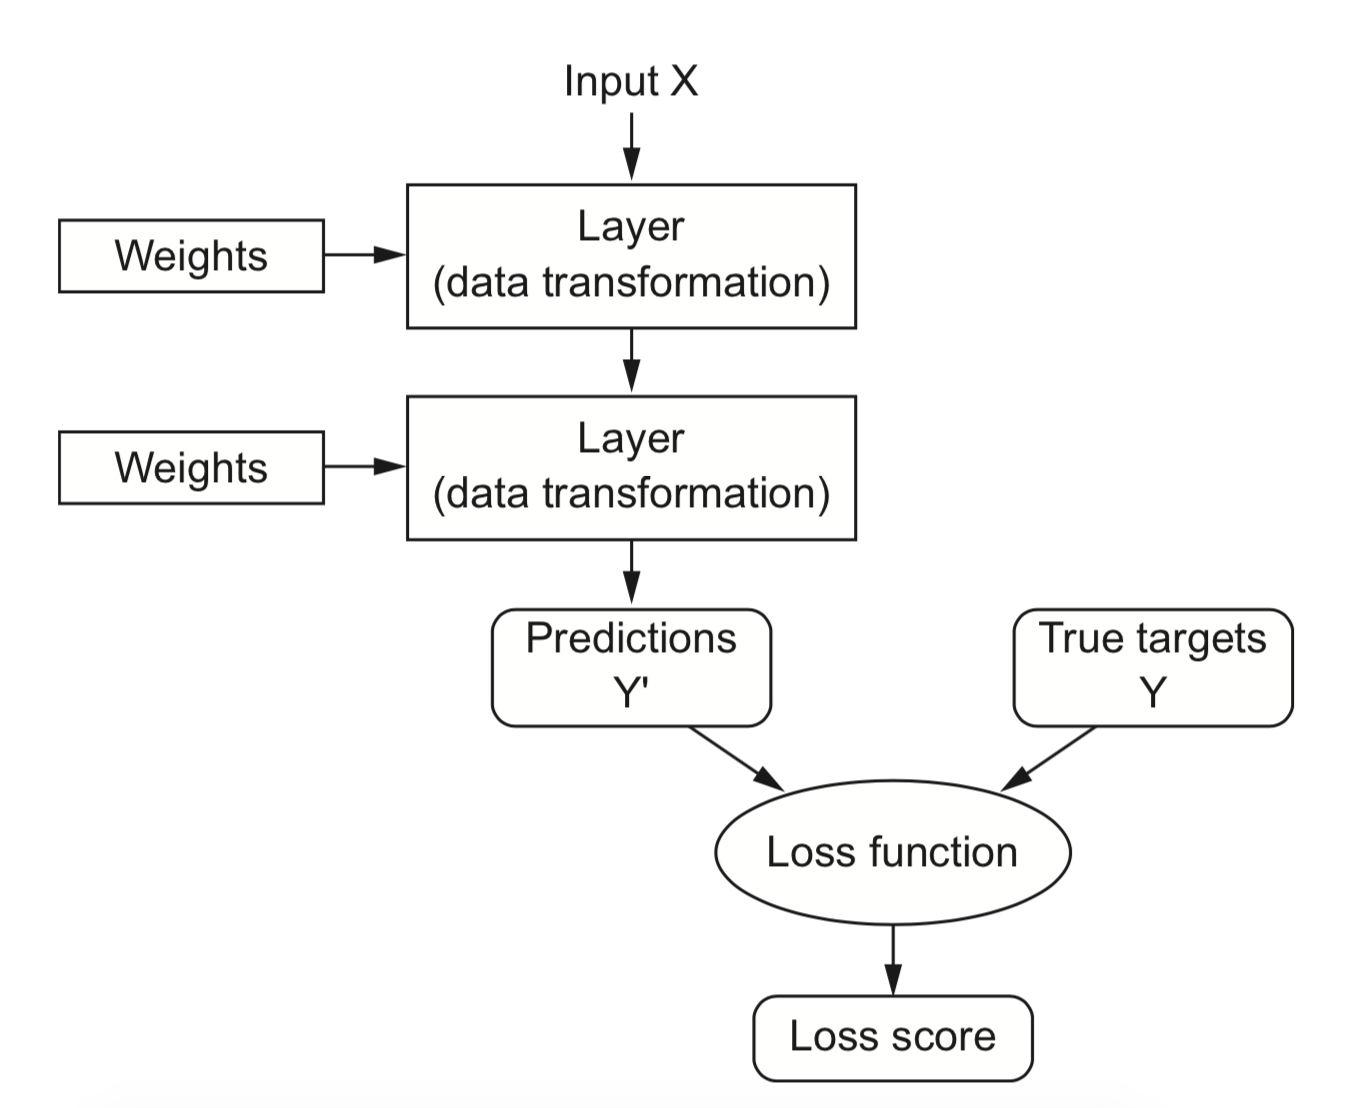 Input X
Weights
Layer
(data transformation)
Weights
Layer
(data transformation)
Predictions
Y'
True targets
Y
Loss function
Loss score